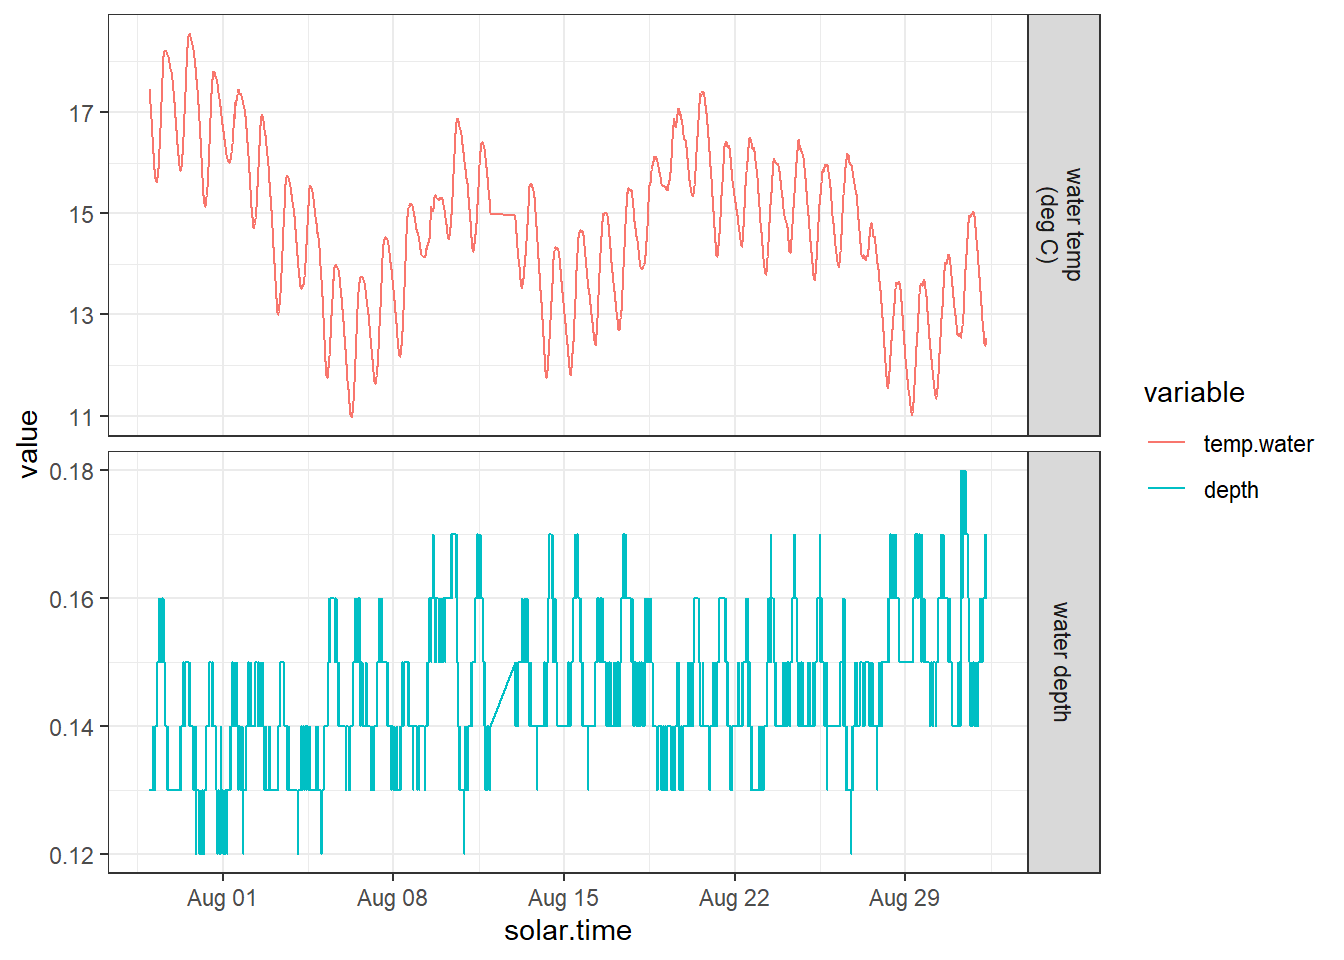 17
15
13
11
water temp
(deg C)
value
0.18
0.16
0.14
0.12
water depth
Aug 01
Aug 08
Aug 15
Aug 22
Aug 29
solar.time
variable
temp.water
depth